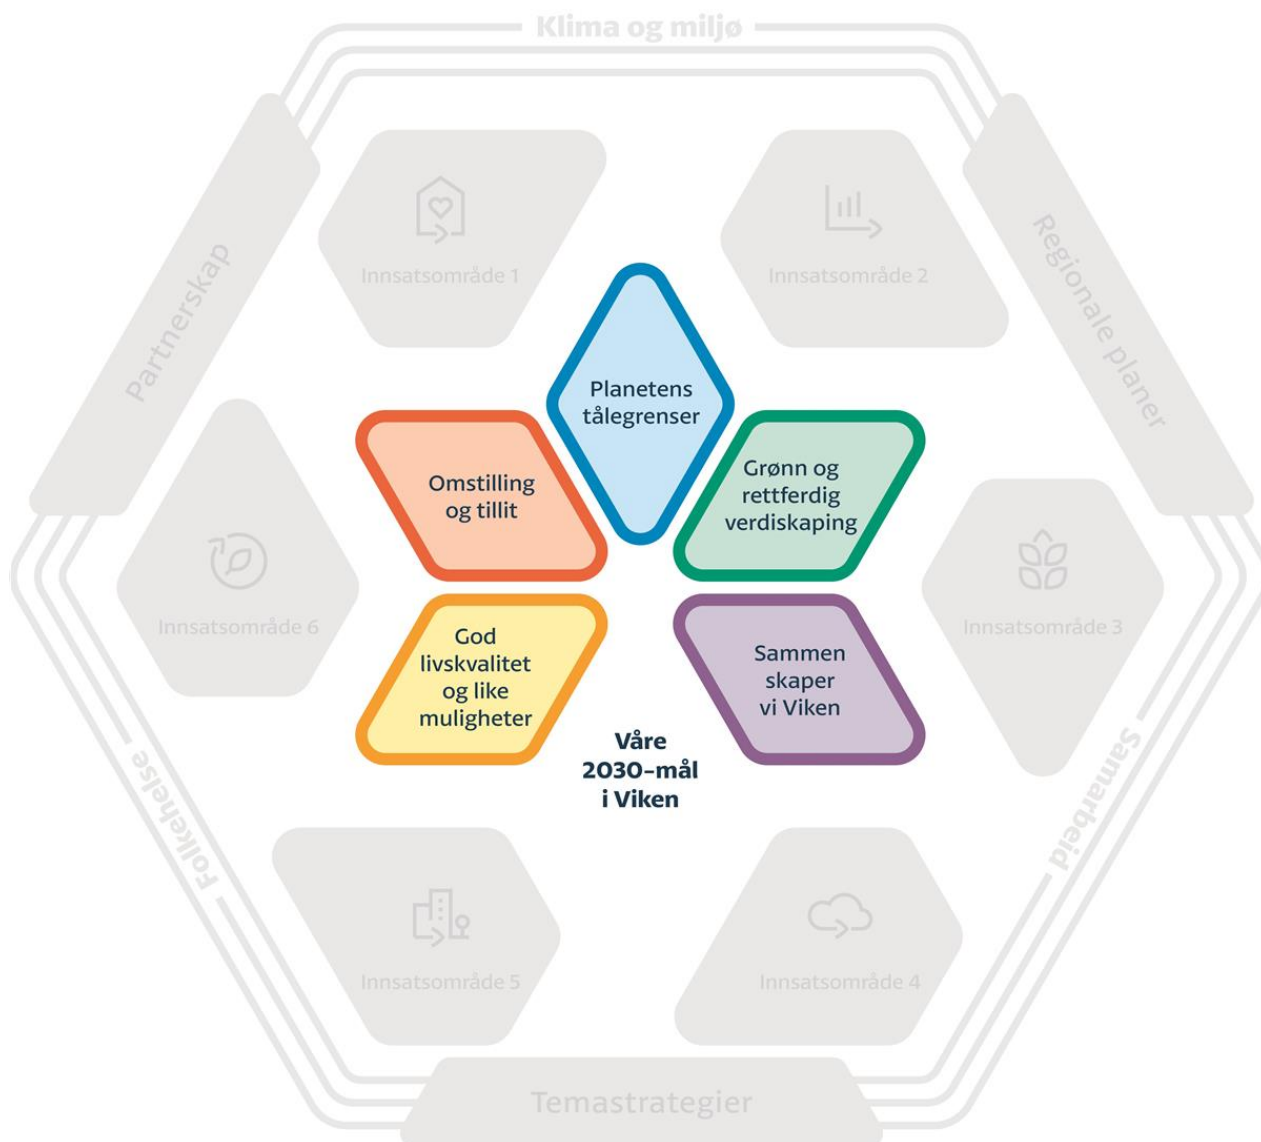 Klima og miljø
Partnerskap
Regionale planer
Innsatsområde 1
Innsatsområde 2
Planetens
tålegrenser
Omstilling
og tillit
Grønn og
rettferdig
verdiskaping
Innsatsområde 6
Innsatsområde 3
God
livskvalitet
og like
muligheter
Sammen
skaper
vi Viken
Våre
2030-mål
i Viken
Folkehelse
Samarbeid
Innsatsområde 5
Innsatsområde 4
Temastrategier